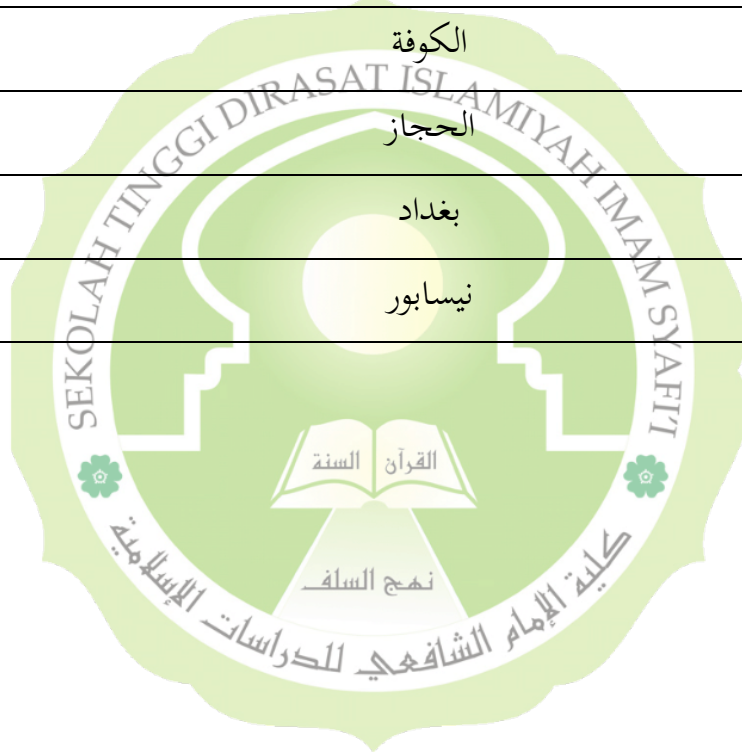 الكوفة
SEKOLAH TINGGI DIRASAT ISLAMIYAH IMAM SYAFI'I
الحجاز
بغداد
نيسابور
القرآن السنة
نهج السلف
كلية الإمام الشافعي للدراسات الإسلامية